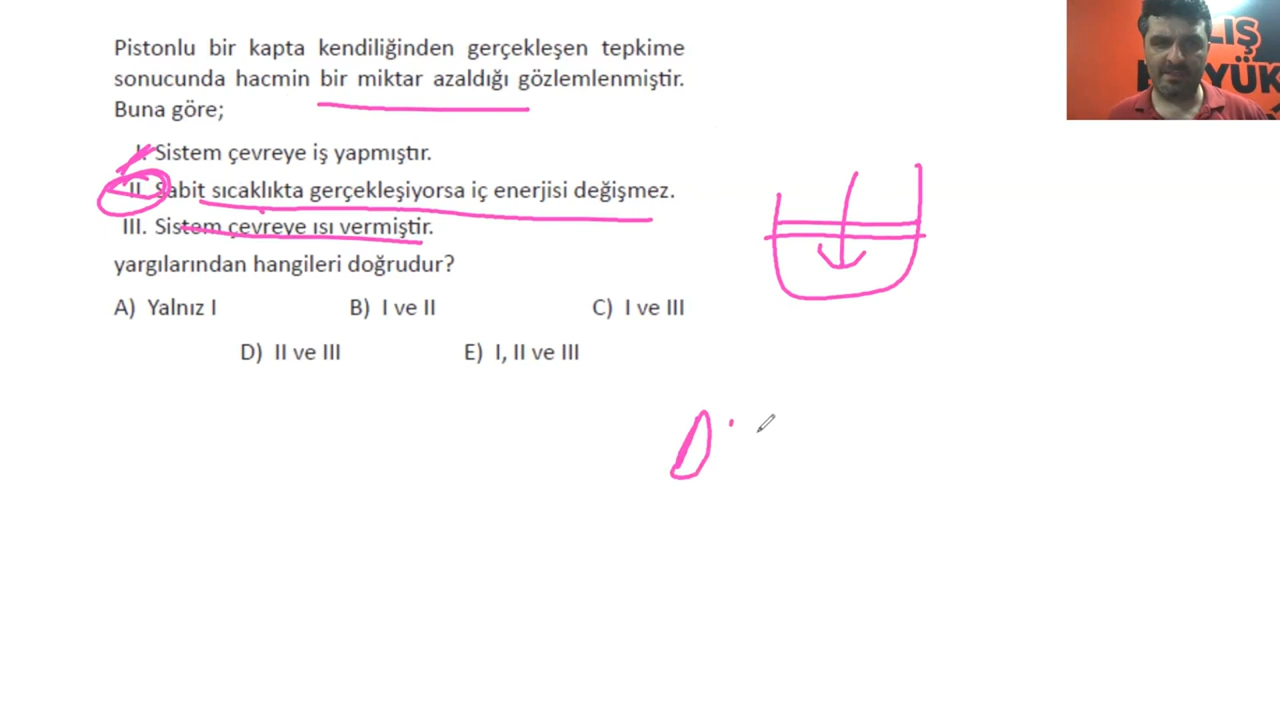 Pistonlu bir kapta kendiliğinden gerçekleşen tepkime
sonucunda hacmin bir miktar azaldığı gözlemlenmiştir.
Buna göre;
I. Sistem çevreye iş yapmıştır.
II. Sabit sıcaklıkta gerçekleşiyorsa iç enerjisi değişmez.
III. Sistem çevreye ısı vermiştir.
yargılarından hangileri doğrudur?
A) Yalnız I B) I ve II C) I ve III
D) II ve III E) I, II ve III
D